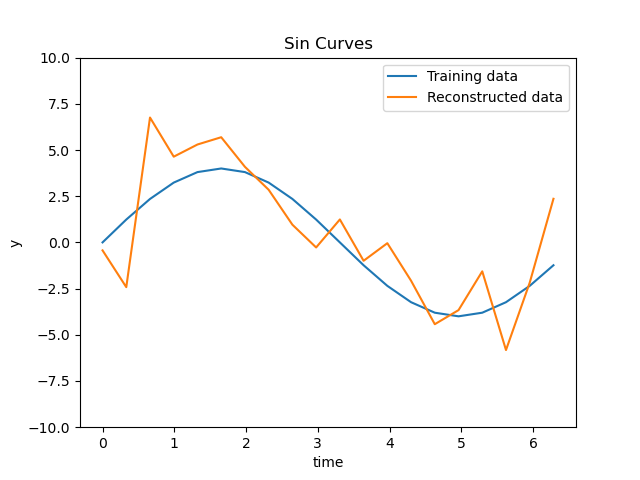 Sin Curves
Training data
Reconstructed data
10.0
7.5
5.0
2.5
0.0
−2.5
−5.0
−7.5
−10.0
y
0 1 2 3 4 5 6
time